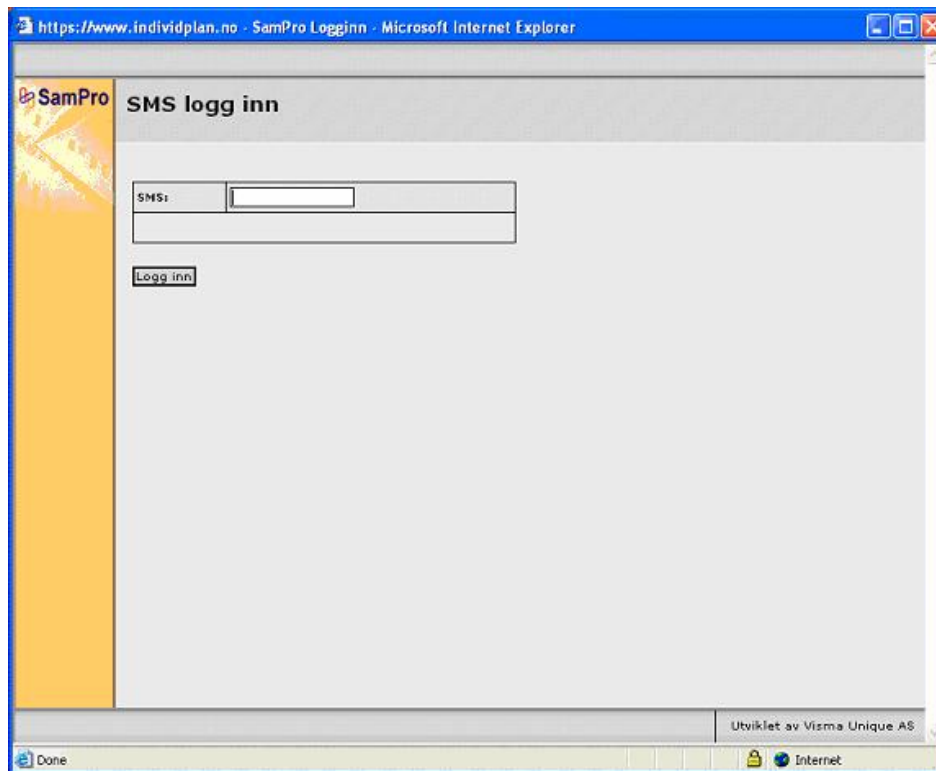 https://www.individplan.no - SamPro Logginn - Microsoft Internet Explorer
SamPro
SMS logg inn
SMS:
Logg inn
Utviklet av Visma Unique AS
Done
Internet